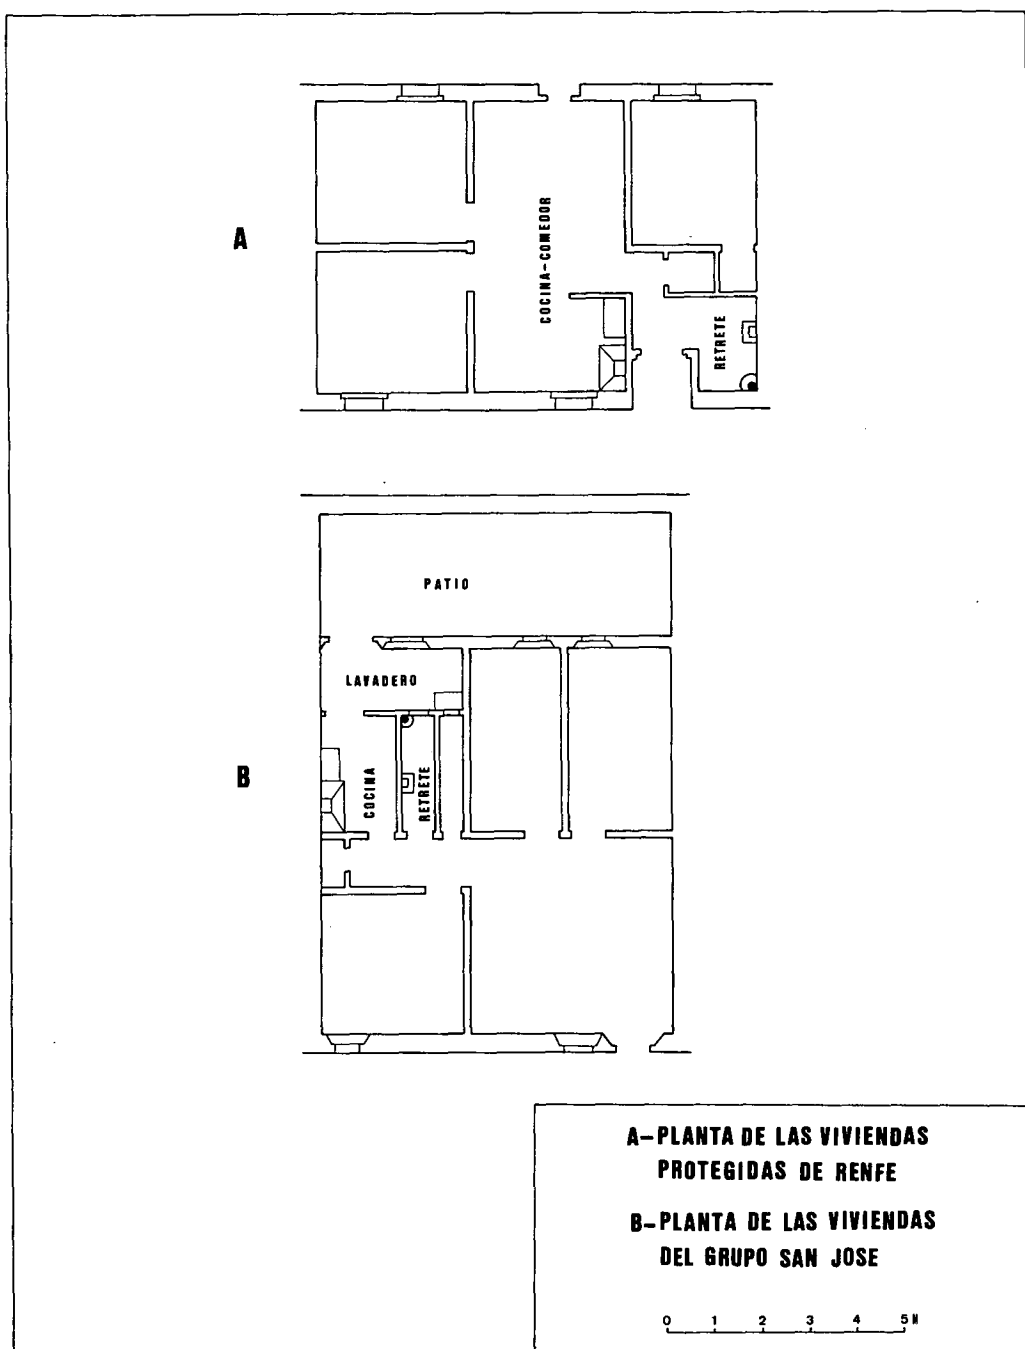 A
COCINA-COMEDOR
RETRETE
PATIO
LAVADERO
B
COCINA
RETRETE
A-PLANTA DE LAS VIVIENDAS
PROTEGIDAS DE RENFE
B-PLANTA DE LAS VIVIENDAS
DEL GRUPO SAN JOSE
0 1 2 3 4 5 M